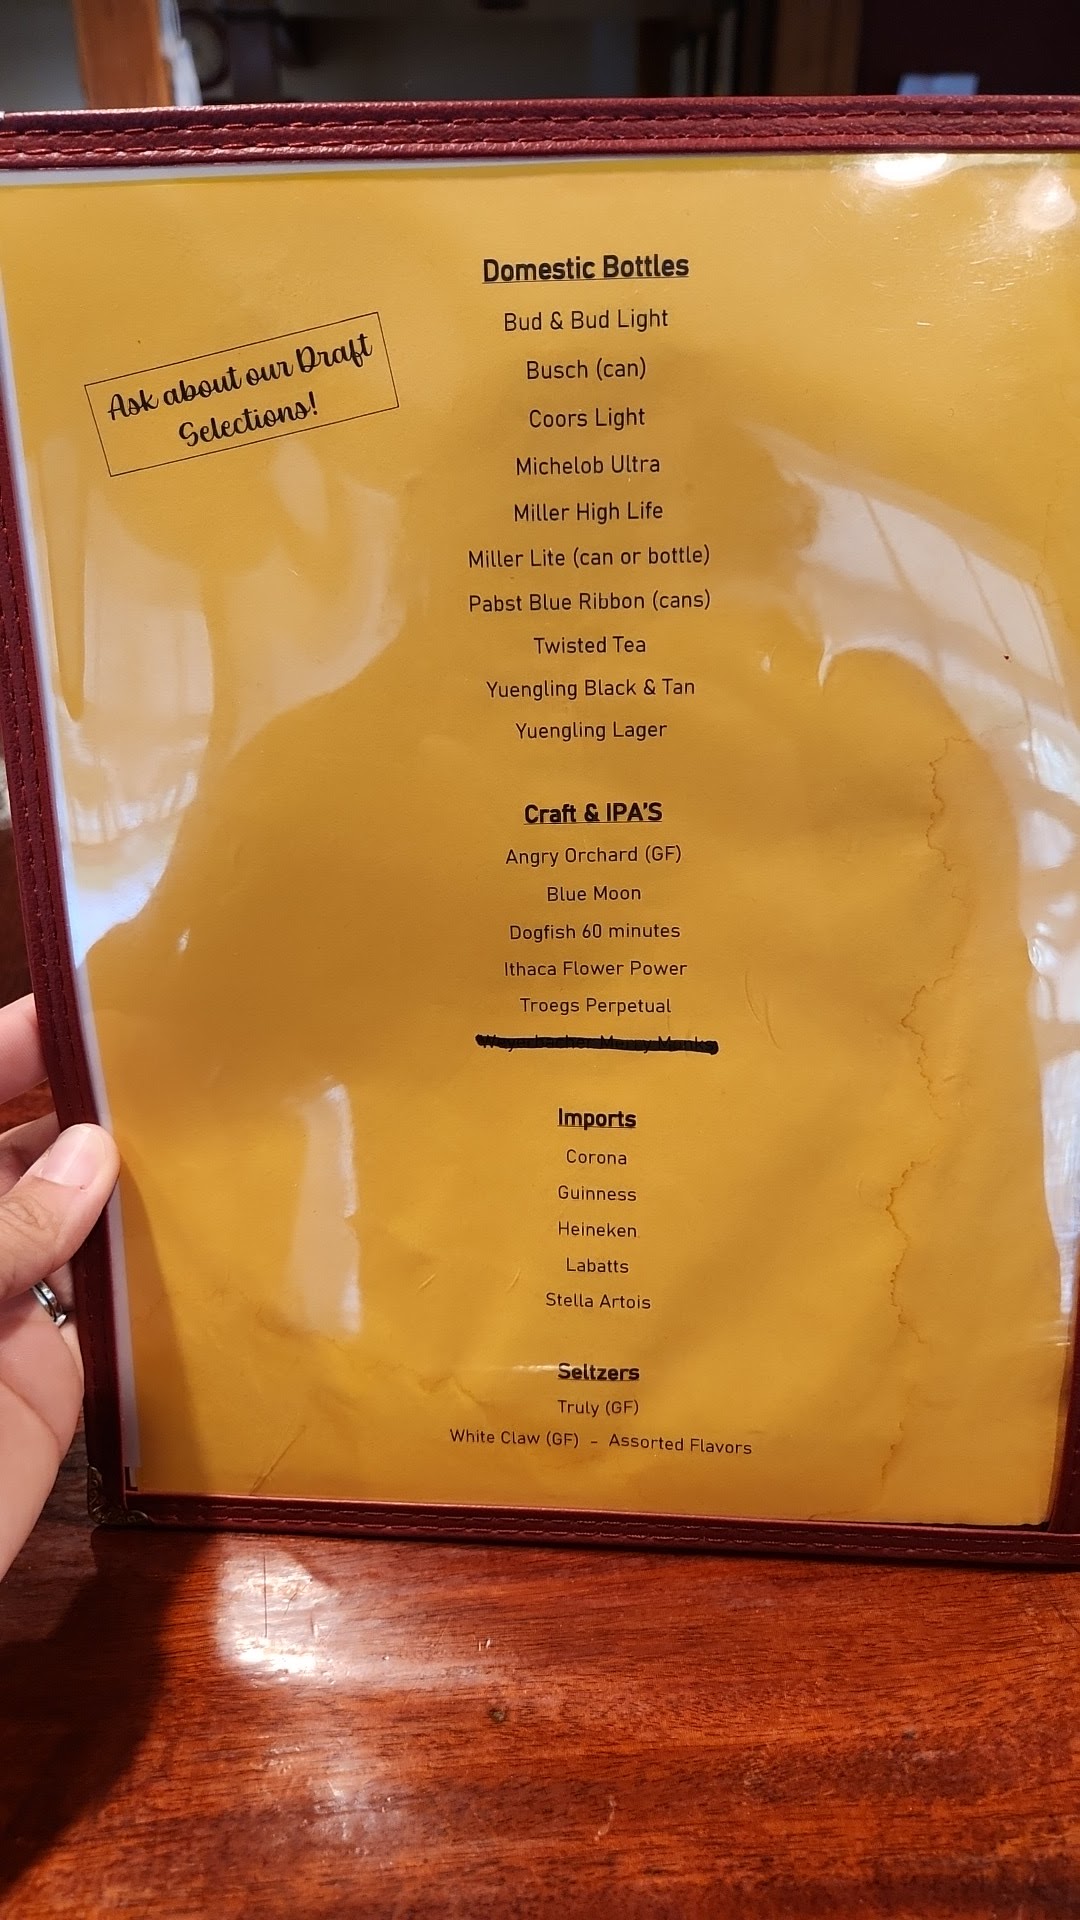 Ask about our Draft
Selections!
Domestic Bottles
Bud & Bud Light
Busch (can)
Coors Light
Michelob Ultra
Miller High Life
Miller Lite (can or bottle)
Pabst Blue Ribbon (cans)
Twisted Tea
Yuengling Black & Tan
Yuengling Lager
Craft & IPA'S
Angry Orchard (GF)
Blue Moon
Dogfish 60 minutes
Ithaca Flower Power
Troegs Perpetual
Weyerbacher Merry Monks
Imports
Corona
Guinness
Heineken
Labatts
Stella Artois
Seltzers
Truly (GF)
White Claw (GF) - Assorted Flavors